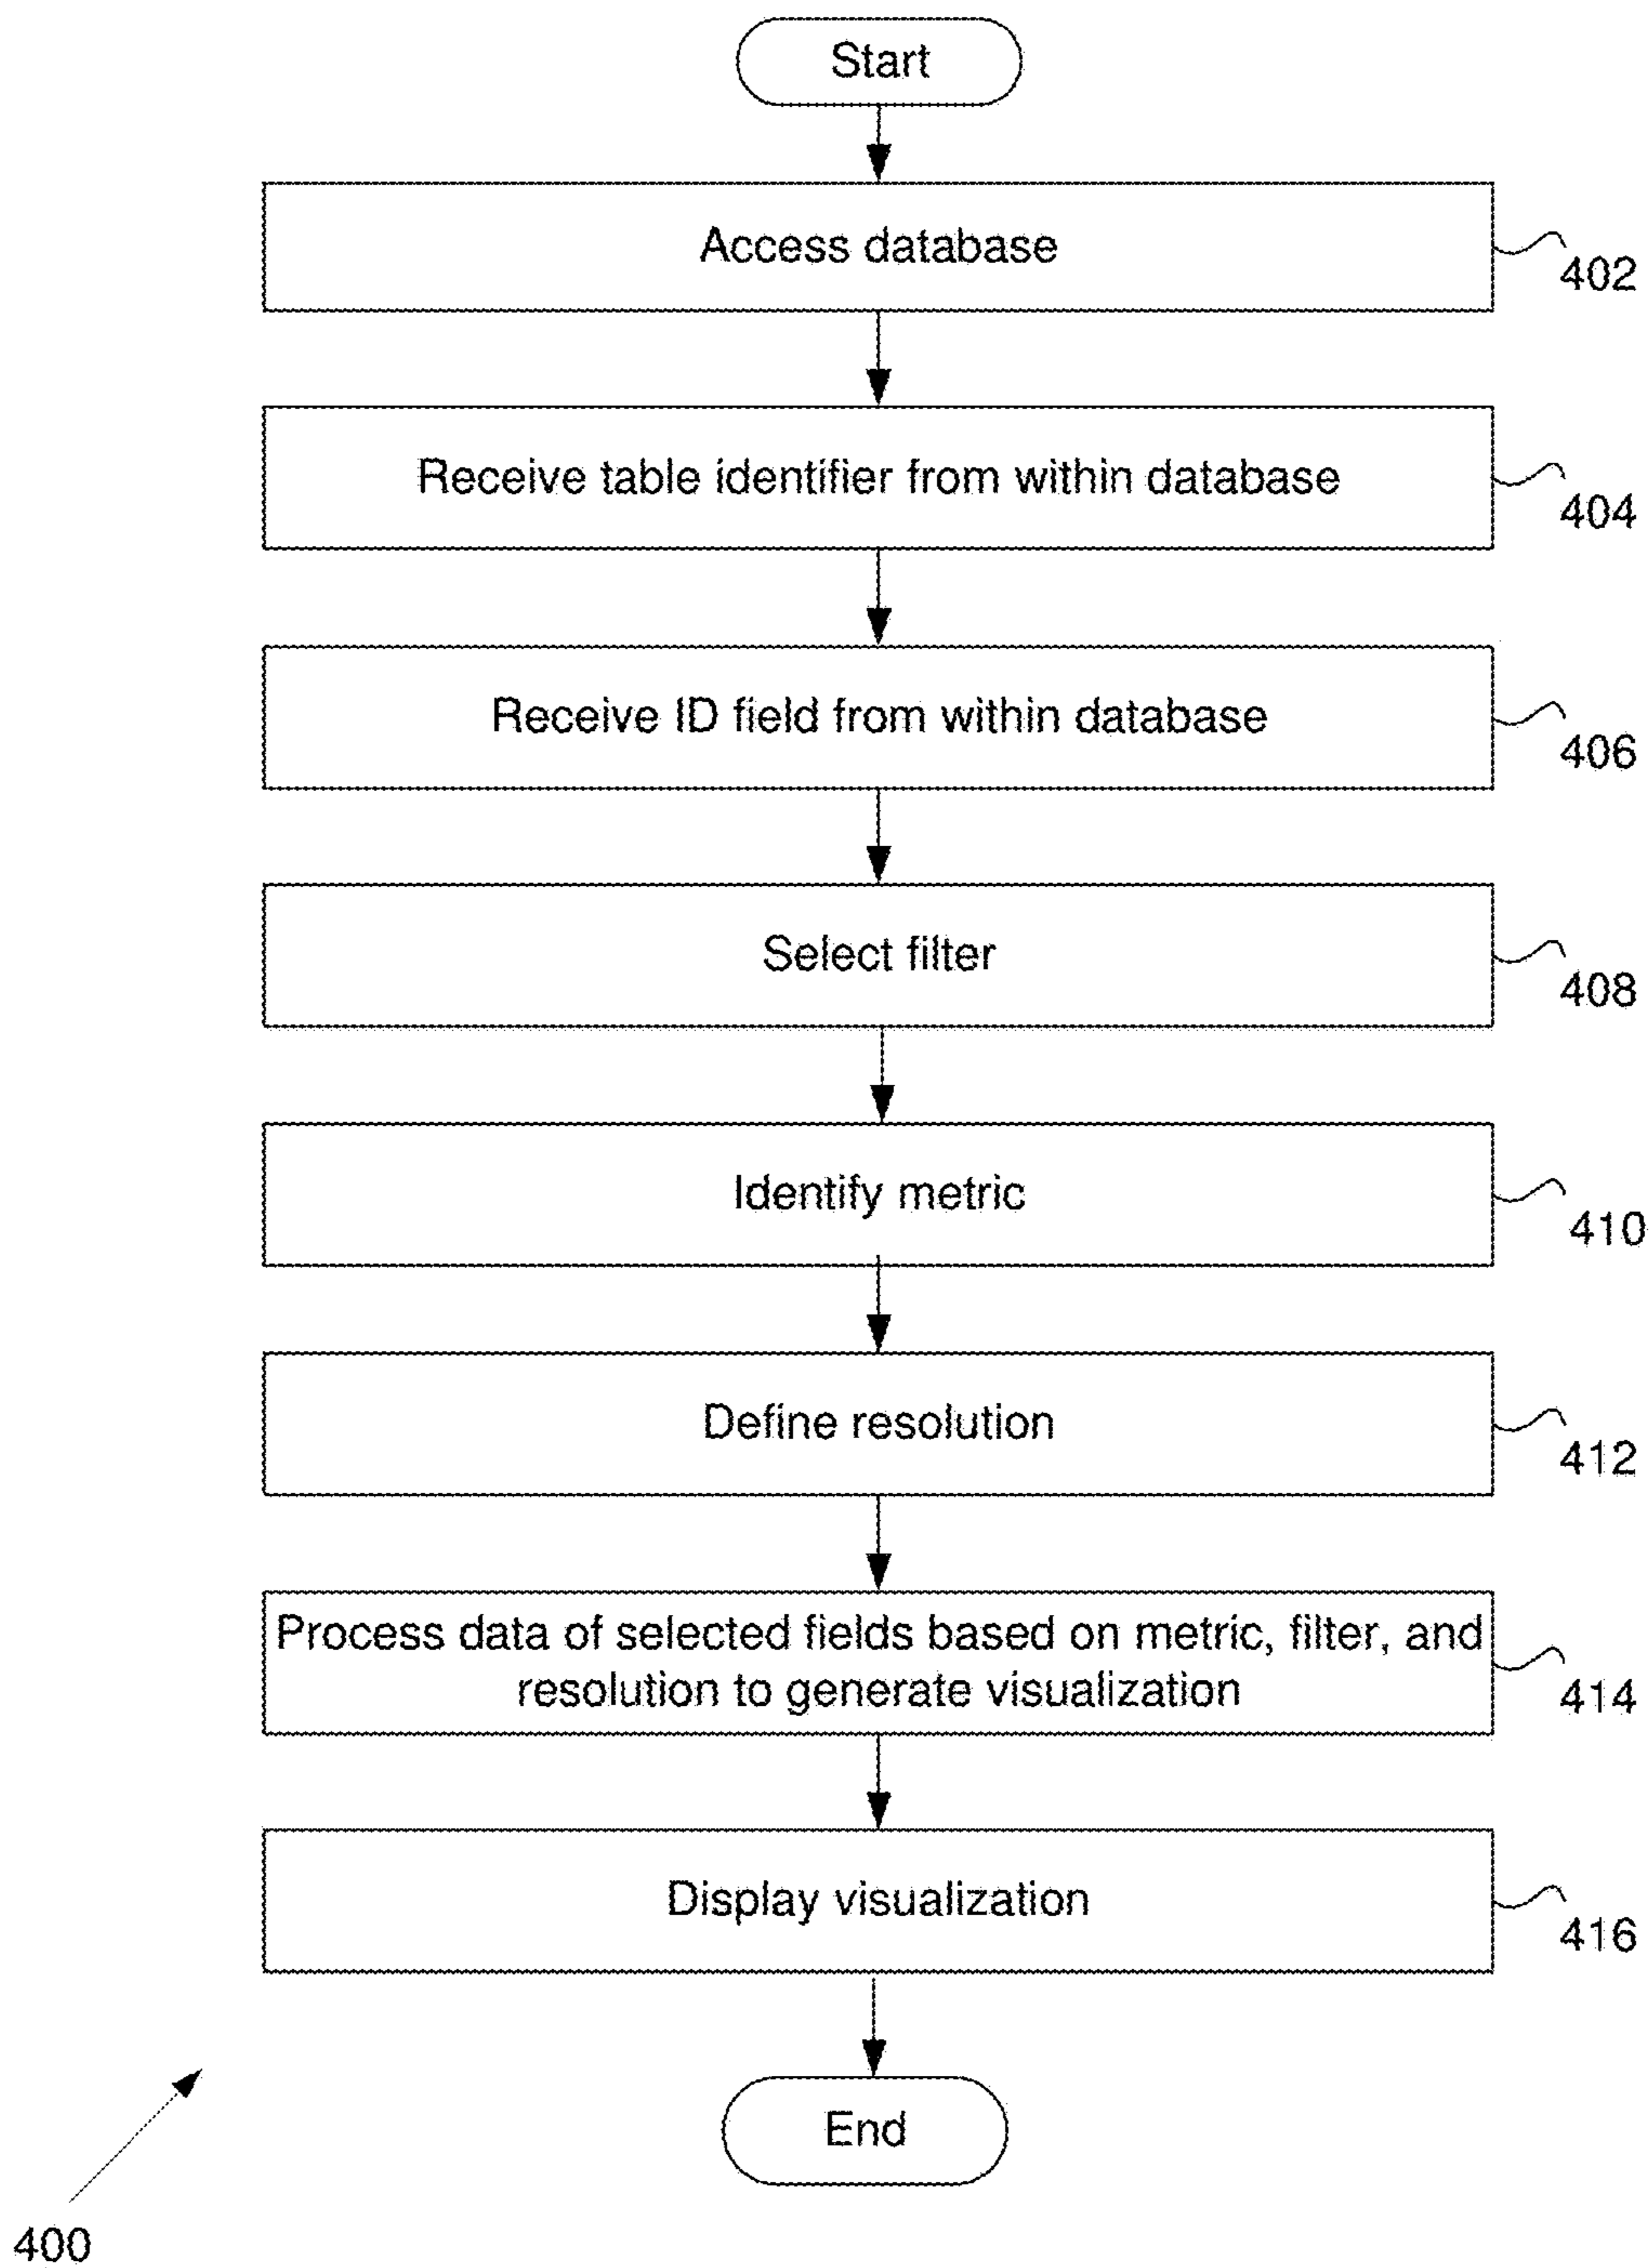 Start
Access database
402
Receive table identifier from within database
404
Receive ID field from within database
406
Select filter
408
Identify metric
410
Define resolution
412
Process data of selected fields based on metric, filter, and
resolution to generate visualization
414
Display visualization
416
End
400